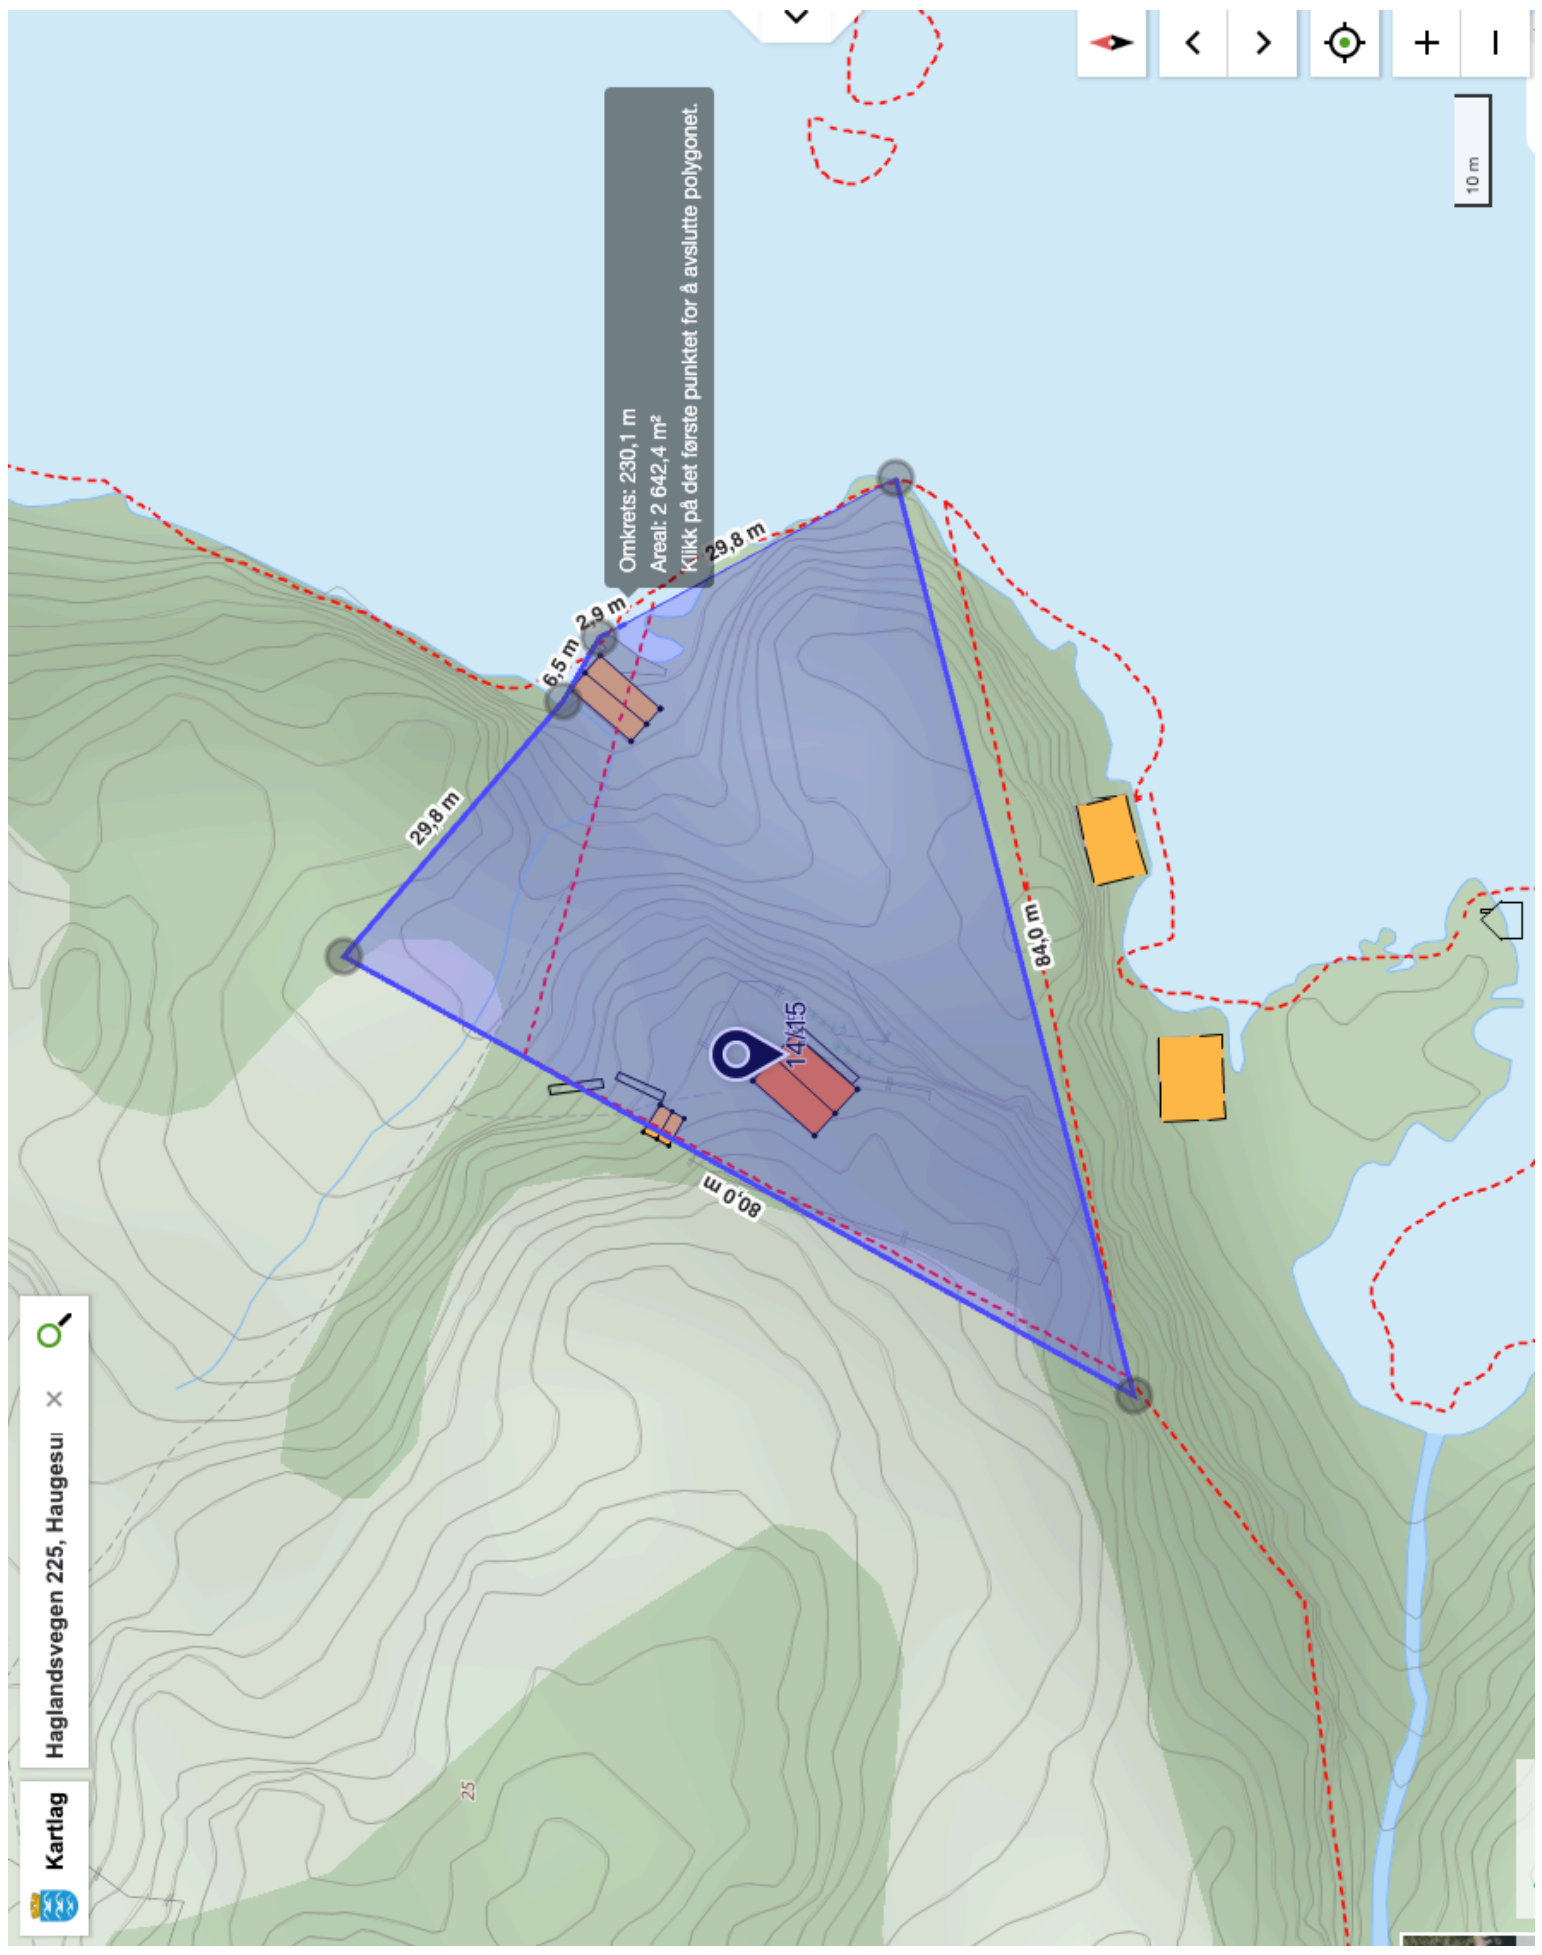 Kartlag
Haglandsvegen 225, Haugesu
Omkrets: 230,1 m
Areal: 2 642,4 m²
Klikk på det første punktet for å avslutte polygonet.
29,8 m
6,5 m
2,9 m
29,8 m
84,0 m
80,0 m
14/15
25
10 m